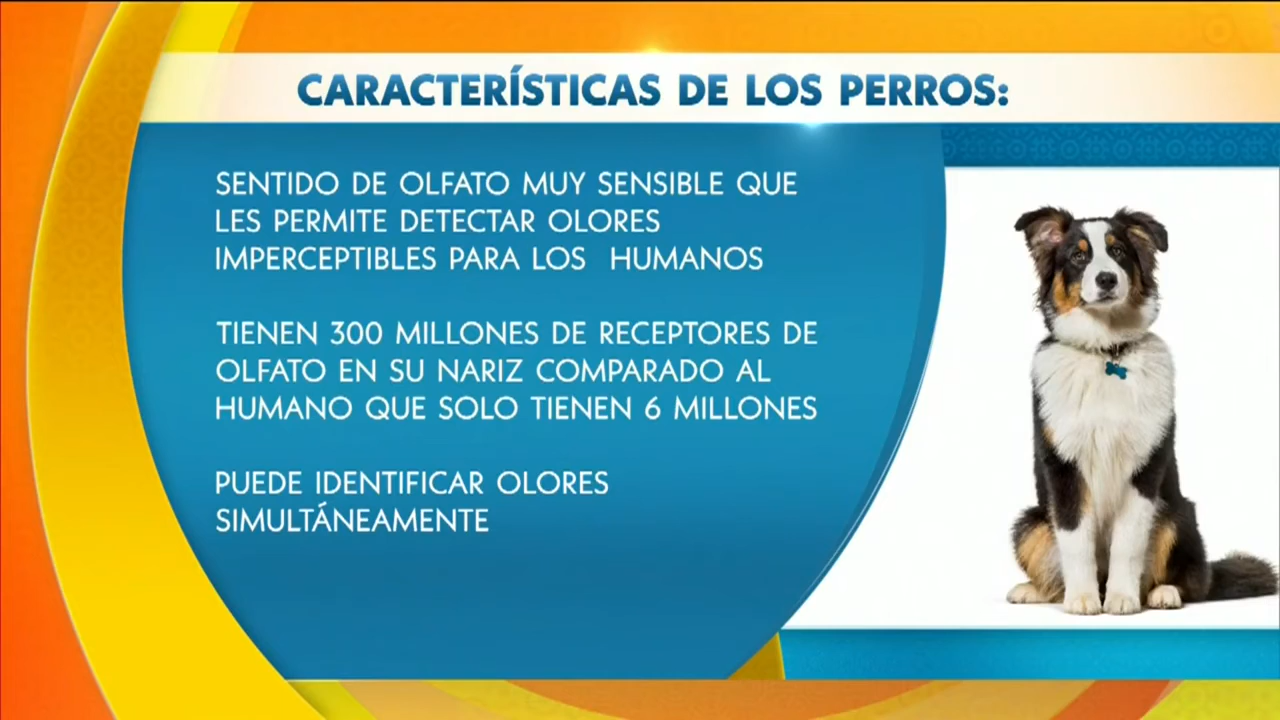 CARACTERÍSTICAS DE LOS PERROS:
SENTIDO DE OLFATO MUY SENSIBLE QUE
LES PERMITE DETECTAR OLORES
IMPERCEPTIBLES PARA LOS HUMANOS
TIENEN 300 MILLONES DE RECEPTORES DE
OLFATO EN SU NARIZ COMPARADO AL
HUMANO QUE SOLO TIENEN 6 MILLONES
PUEDE IDENTIFICAR OLORES
SIMULTÁNEAMENTE